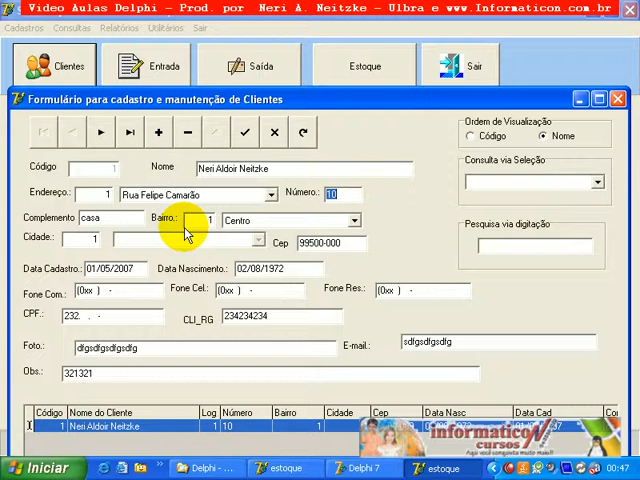 Video Aulas Delphi - Prod. por Neri A. Neitzke - Ulbra e www.Informaticon.com.br
Cadastros Consultas Relatórios Utilitários Sair
Clientes Entrada Saída Estoque Sair
Formulário para cadastro e manutenção de Clientes
Ordem de Visualização
Código Nome
Código 1 Nome Neri Aldoir Neitzke
Consulta via Seleção
Endereço.: 1 Rua Felipe Camarão Número.: 10
Complemento casa Bairro.: 1 Centro
Pesquisa via digitação
Cidade.: 1 Cep 99500-000
Data Cadastro.: 01/05/2007 Data Nascimento.: 02/08/1972
Fone Com.: (0xx ) - Fone Cel.: (0xx ) - Fone Res.: (0xx ) -
CPF.: 232. . - CLI_RG 234234234
Foto.: dfgsdfgsdfgsdfg E-mail.: sdfgsdfgsdfg
Obs.: 321321
Código Nome do Cliente Log Número Bairro Cidade Cep Data Nasc Data Cad
1 Neri Aldoir Neitzke 1 10 1
informaticon
cursos
Iniciar Delphi - ... estoque Delphi 7 estoque 00:47